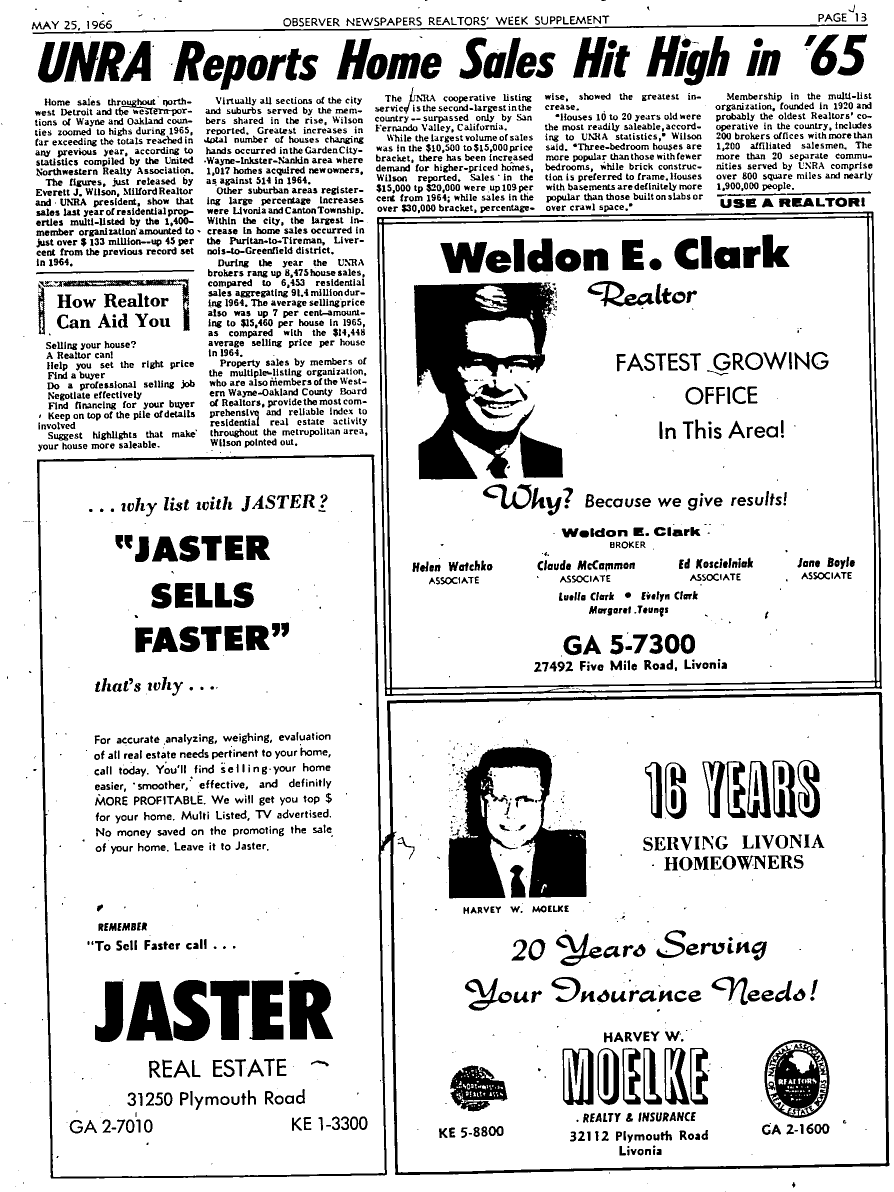 MAY 25, 1966
OBSERVER NEWSPAPERS REALTORS' WEEK SUPPLEMENT
PAGE 13
UNRA Reports Home Sales Hit High in '65
Home sales throughout north-
west Detroit and the western por-
tions of Wayne and Oakland coun-
ties zoomed to highs during 1965,
far exceeding the totals reached in
any previous year, according to
statistics compiled by the United
Northwestern Realty Association.
The figures, just released by
Everett J. Wilson, Milford Realtor
and UNRA president, show that
sales last year of residential prop-
erties multi-listed by the 1,400-
member organization amounted to
just over $ 133 million--up 45 per
cent from the previous record set
in 1964.
How Realtor
Can Aid You
Selling your house?
A Realtor can!
Help you set the right price
Find a buyer
Do a professional selling job
Negotiate effectively
Find financing for your buyer
Keep on top of the pile of details
involved
Suggest highlights that make
your house more saleable.
Virtually all sections of the city
and suburbs served by the mem-
bers shared in the rise, Wilson
reported. Greatest increases in
total number of houses changing
hands occurred in the Garden City-
Wayne-Inkster-Nankin area where
1,017 homes acquired new owners,
as against 514 in 1964.
Other suburban areas register-
ing large percentage increases
were Livonia and Canton Township.
Within the city, the largest in-
crease in home sales occurred in
the Puritan-to-Tireman, Liver-
nois-to-Greenfield district.
During the year the UNRA
brokers rang up 8,475 house sales,
compared to 6,453 residential
sales aggregating 91.4 million dur-
ing 1964. The average selling price
also was up 7 per cent-amount-
ing to $15,460 per house in 1965,
as compared with the $14,448
average selling price per house
in 1964.
Property sales by members of
the multiple-listing organization,
who are also members of the West-
ern Wayne-Oakland County Board
of Realtors, provide the most com-
prehensive and reliable index to
residential real estate activity
throughout the metropolitan area,
Wilson pointed out.
The UNRA cooperative listing
service is the second-largest in the
country -- surpassed only by San
Fernando Valley, California.
While the largest volume of sales
was in the $10,500 to $15,000 price
bracket, there has been increased
demand for higher-priced homes,
Wilson reported. Sales in the
$15,000 tp $20,000 were up 109 per
cent from 1964; while sales in the
over $30,000 bracket, percentage-
wise, showed the greatest in-
crease.
"Houses 10 to 20 years old were
the most readily saleable, accord-
ing to UNRA statistics," Wilson
said. "Three-bedroom houses are
more popular than those with fewer
bedrooms, while brick construc-
tion is preferred to frame. Houses
with basements are definitely more
popular than those built on slabs or
over crawl space."
Membership in the multi-list
organization, founded in 1920 and
probably the oldest Realtors' co-
operative in the country, includes
200 brokers offices with more than
1,200 affiliated salesmen. The
more than 20 separate commu-
nities served by UNRA comprise
over 800 square miles and nearly
1,900,000 people.
USE A REALTOR!
Weldon E. Clark
Realtor
FASTEST GROWING
OFFICE
In This Area!
Why? Because we give results!
Weldon E. Clark
BROKER
Helen Watchko
ASSOCIATE
Claude McCammon
ASSOCIATE
Ed Koscielniak
ASSOCIATE
Jane Boyle
ASSOCIATE
Luella Clark • Evelyn Clark
Margaret Teungs
GA 5-7300
27492 Five Mile Road, Livonia
. . . why list with JASTER?
"JASTER
SELLS
FASTER"
that's why . . .
For accurate analyzing, weighing, evaluation
of all real estate needs pertinent to your home,
call today. You'll find selling your home
easier, smoother, effective, and definitly
MORE PROFITABLE. We will get you top $
for your home. Multi Listed, TV advertised.
No money saved on the promoting the sale
of your home. Leave it to Jaster.
REMEMBER
"To Sell Faster call . . .
JASTER
REAL ESTATE
31250 Plymouth Road
GA 2-7010
KE 1-3300
HARVEY W. MOELKE
16 YEARS
SERVING LIVONIA
HOMEOWNERS
20 Years Serving
Your Insurance Needs!
HARVEY W.
MOELKE
REALTY & INSURANCE
32112 Plymouth Road
Livonia
NORTHWESTERN
REALTY ASSN
KE 5-8800
NATIONAL ASSOCIATION
OF REAL ESTATE BOARDS
REALTORS
GA 2-1600